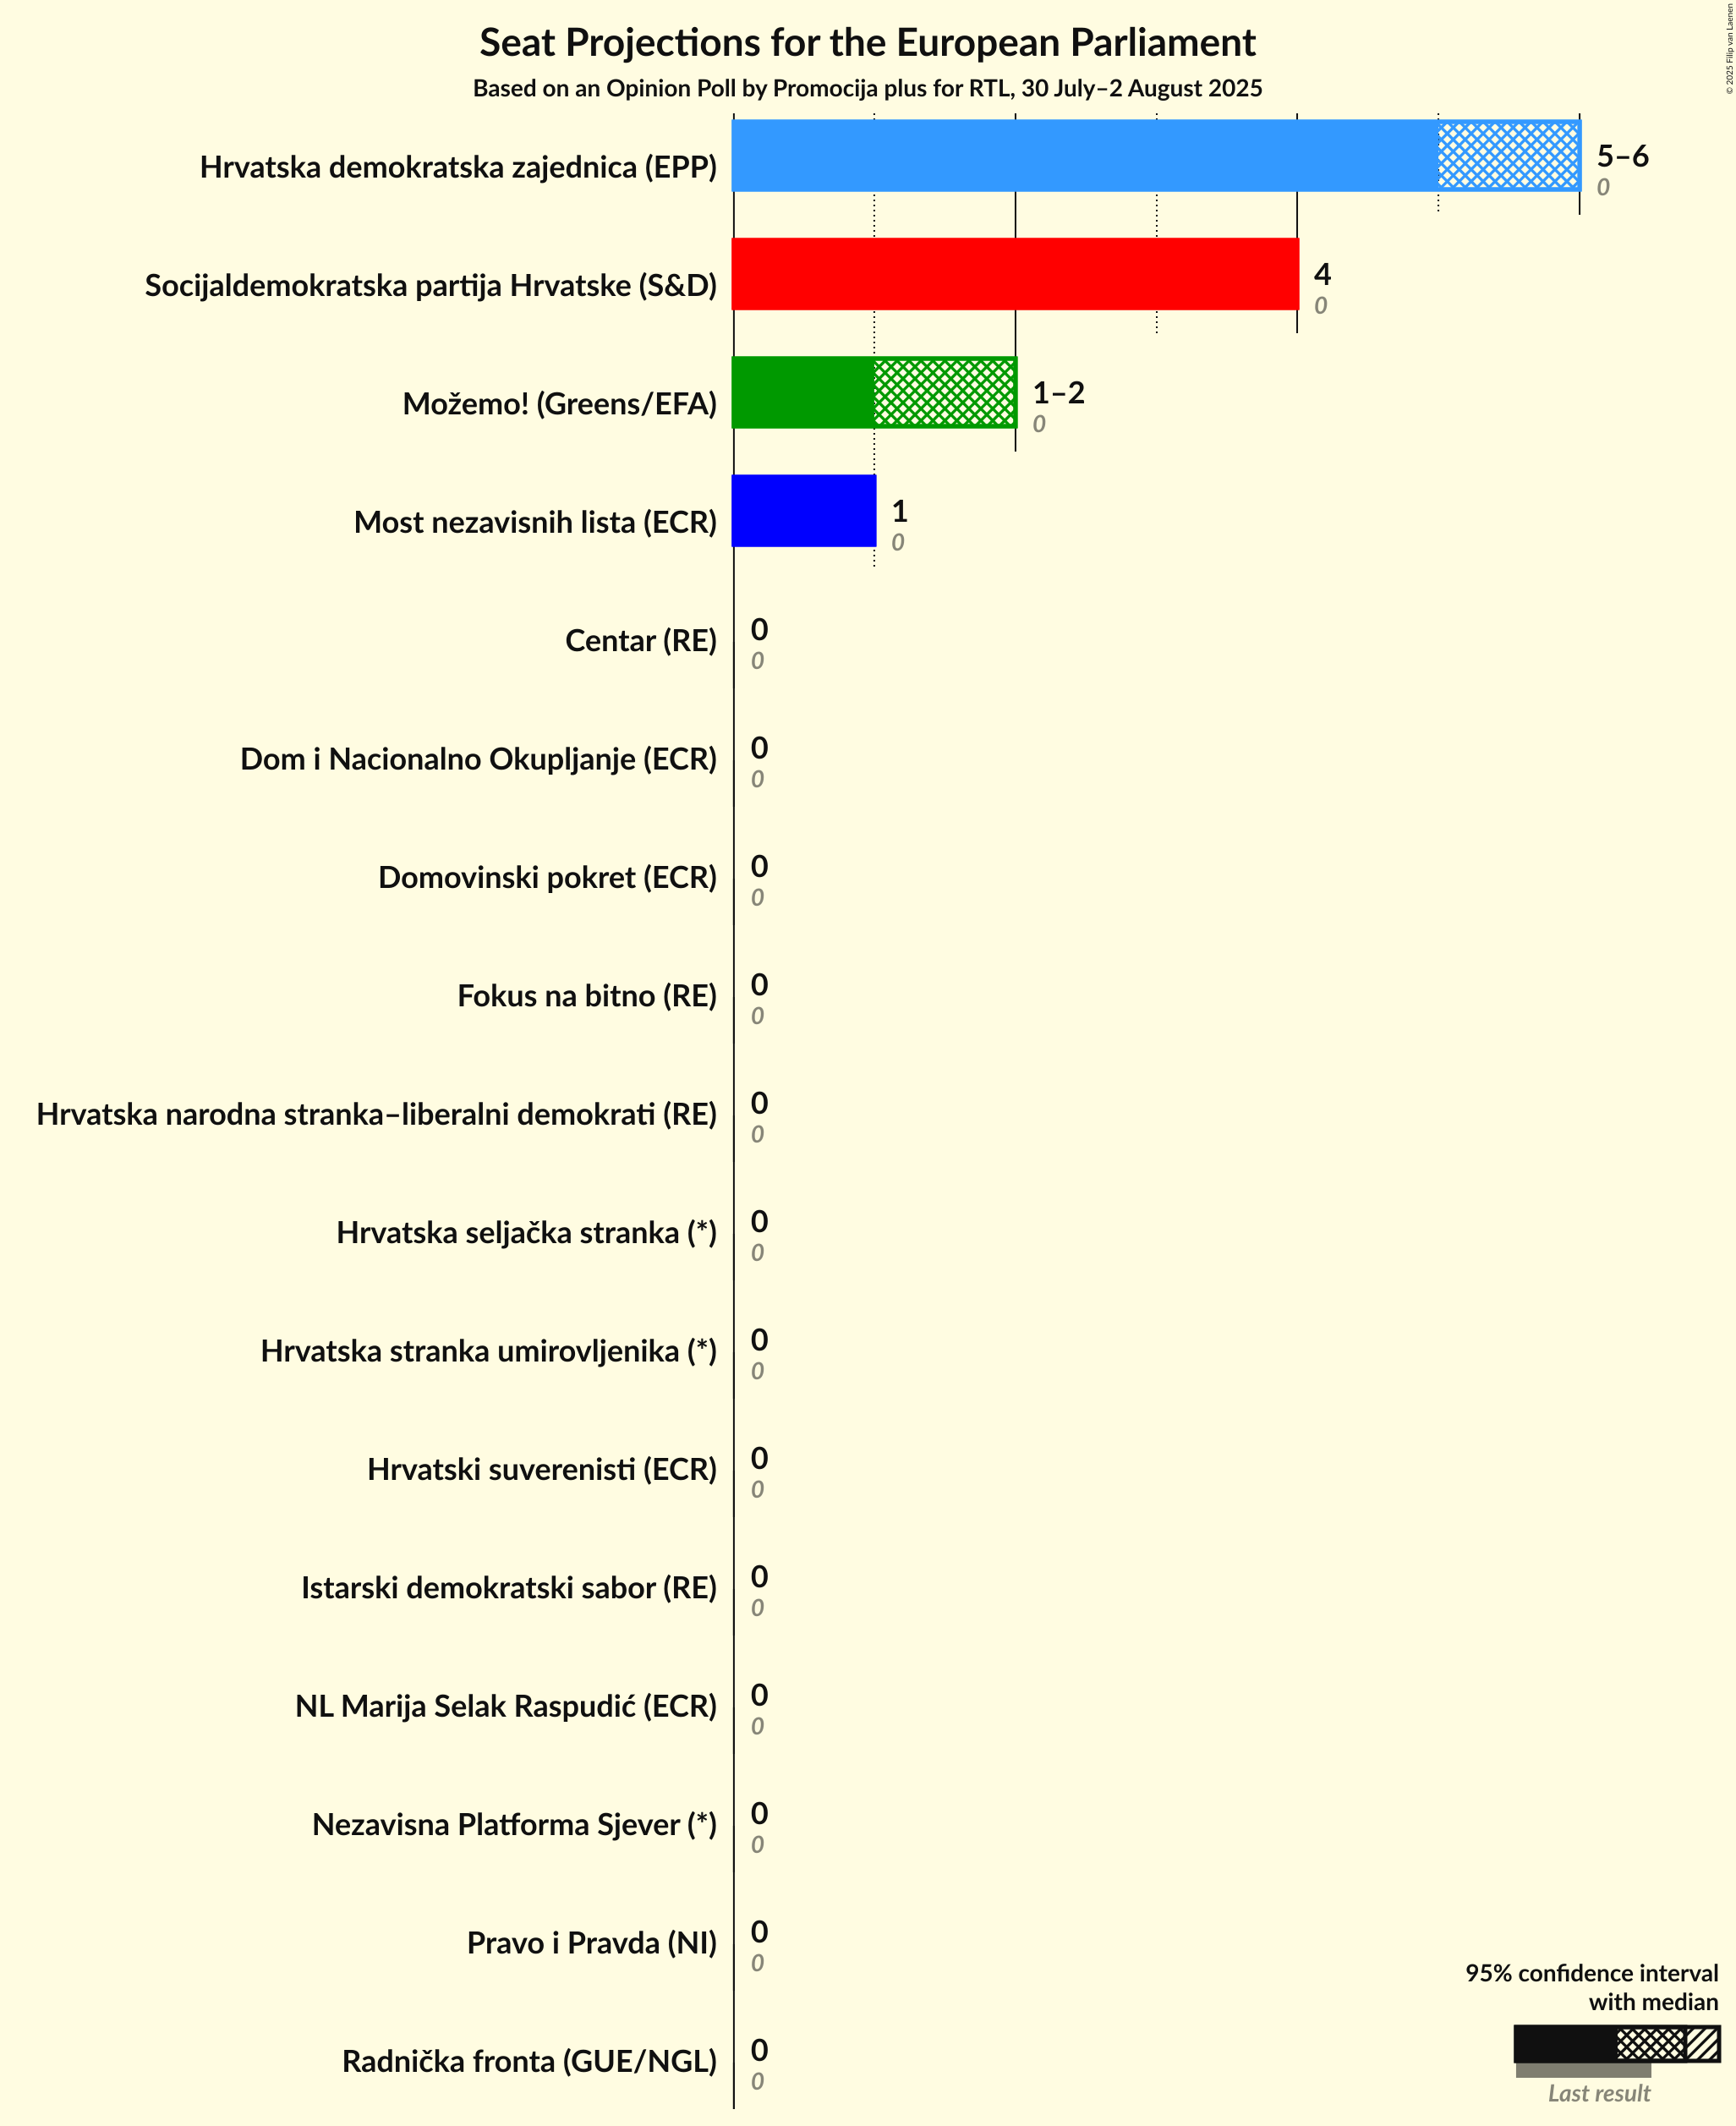 Seat Projections for the European Parliament
Based on an Opinion Poll by Promocija plus for RTL, 30 July–2 August 2025
© 2025 Filip van Laenen
Hrvatska demokratska zajednica (EPP)
5–6
0
Socijaldemokratska partija Hrvatske (S&D)
4
0
Možemo! (Greens/EFA)
1–2
0
Most nezavisnih lista (ECR)
1
0
Centar (RE)
0
0
Dom i Nacionalno Okupljanje (ECR)
0
0
Domovinski pokret (ECR)
0
0
Fokus na bitno (RE)
0
0
Hrvatska narodna stranka–liberalni demokrati (RE)
0
0
Hrvatska seljačka stranka (*)
0
0
Hrvatska stranka umirovljenika (*)
0
0
Hrvatski suverenisti (ECR)
0
0
Istarski demokratski sabor (RE)
0
0
NL Marija Selak Raspudić (ECR)
0
0
Nezavisna Platforma Sjever (*)
0
0
Pravo i Pravda (NI)
0
0
Radnička fronta (GUE/NGL)
0
0
95% confidence interval
with median
Last result